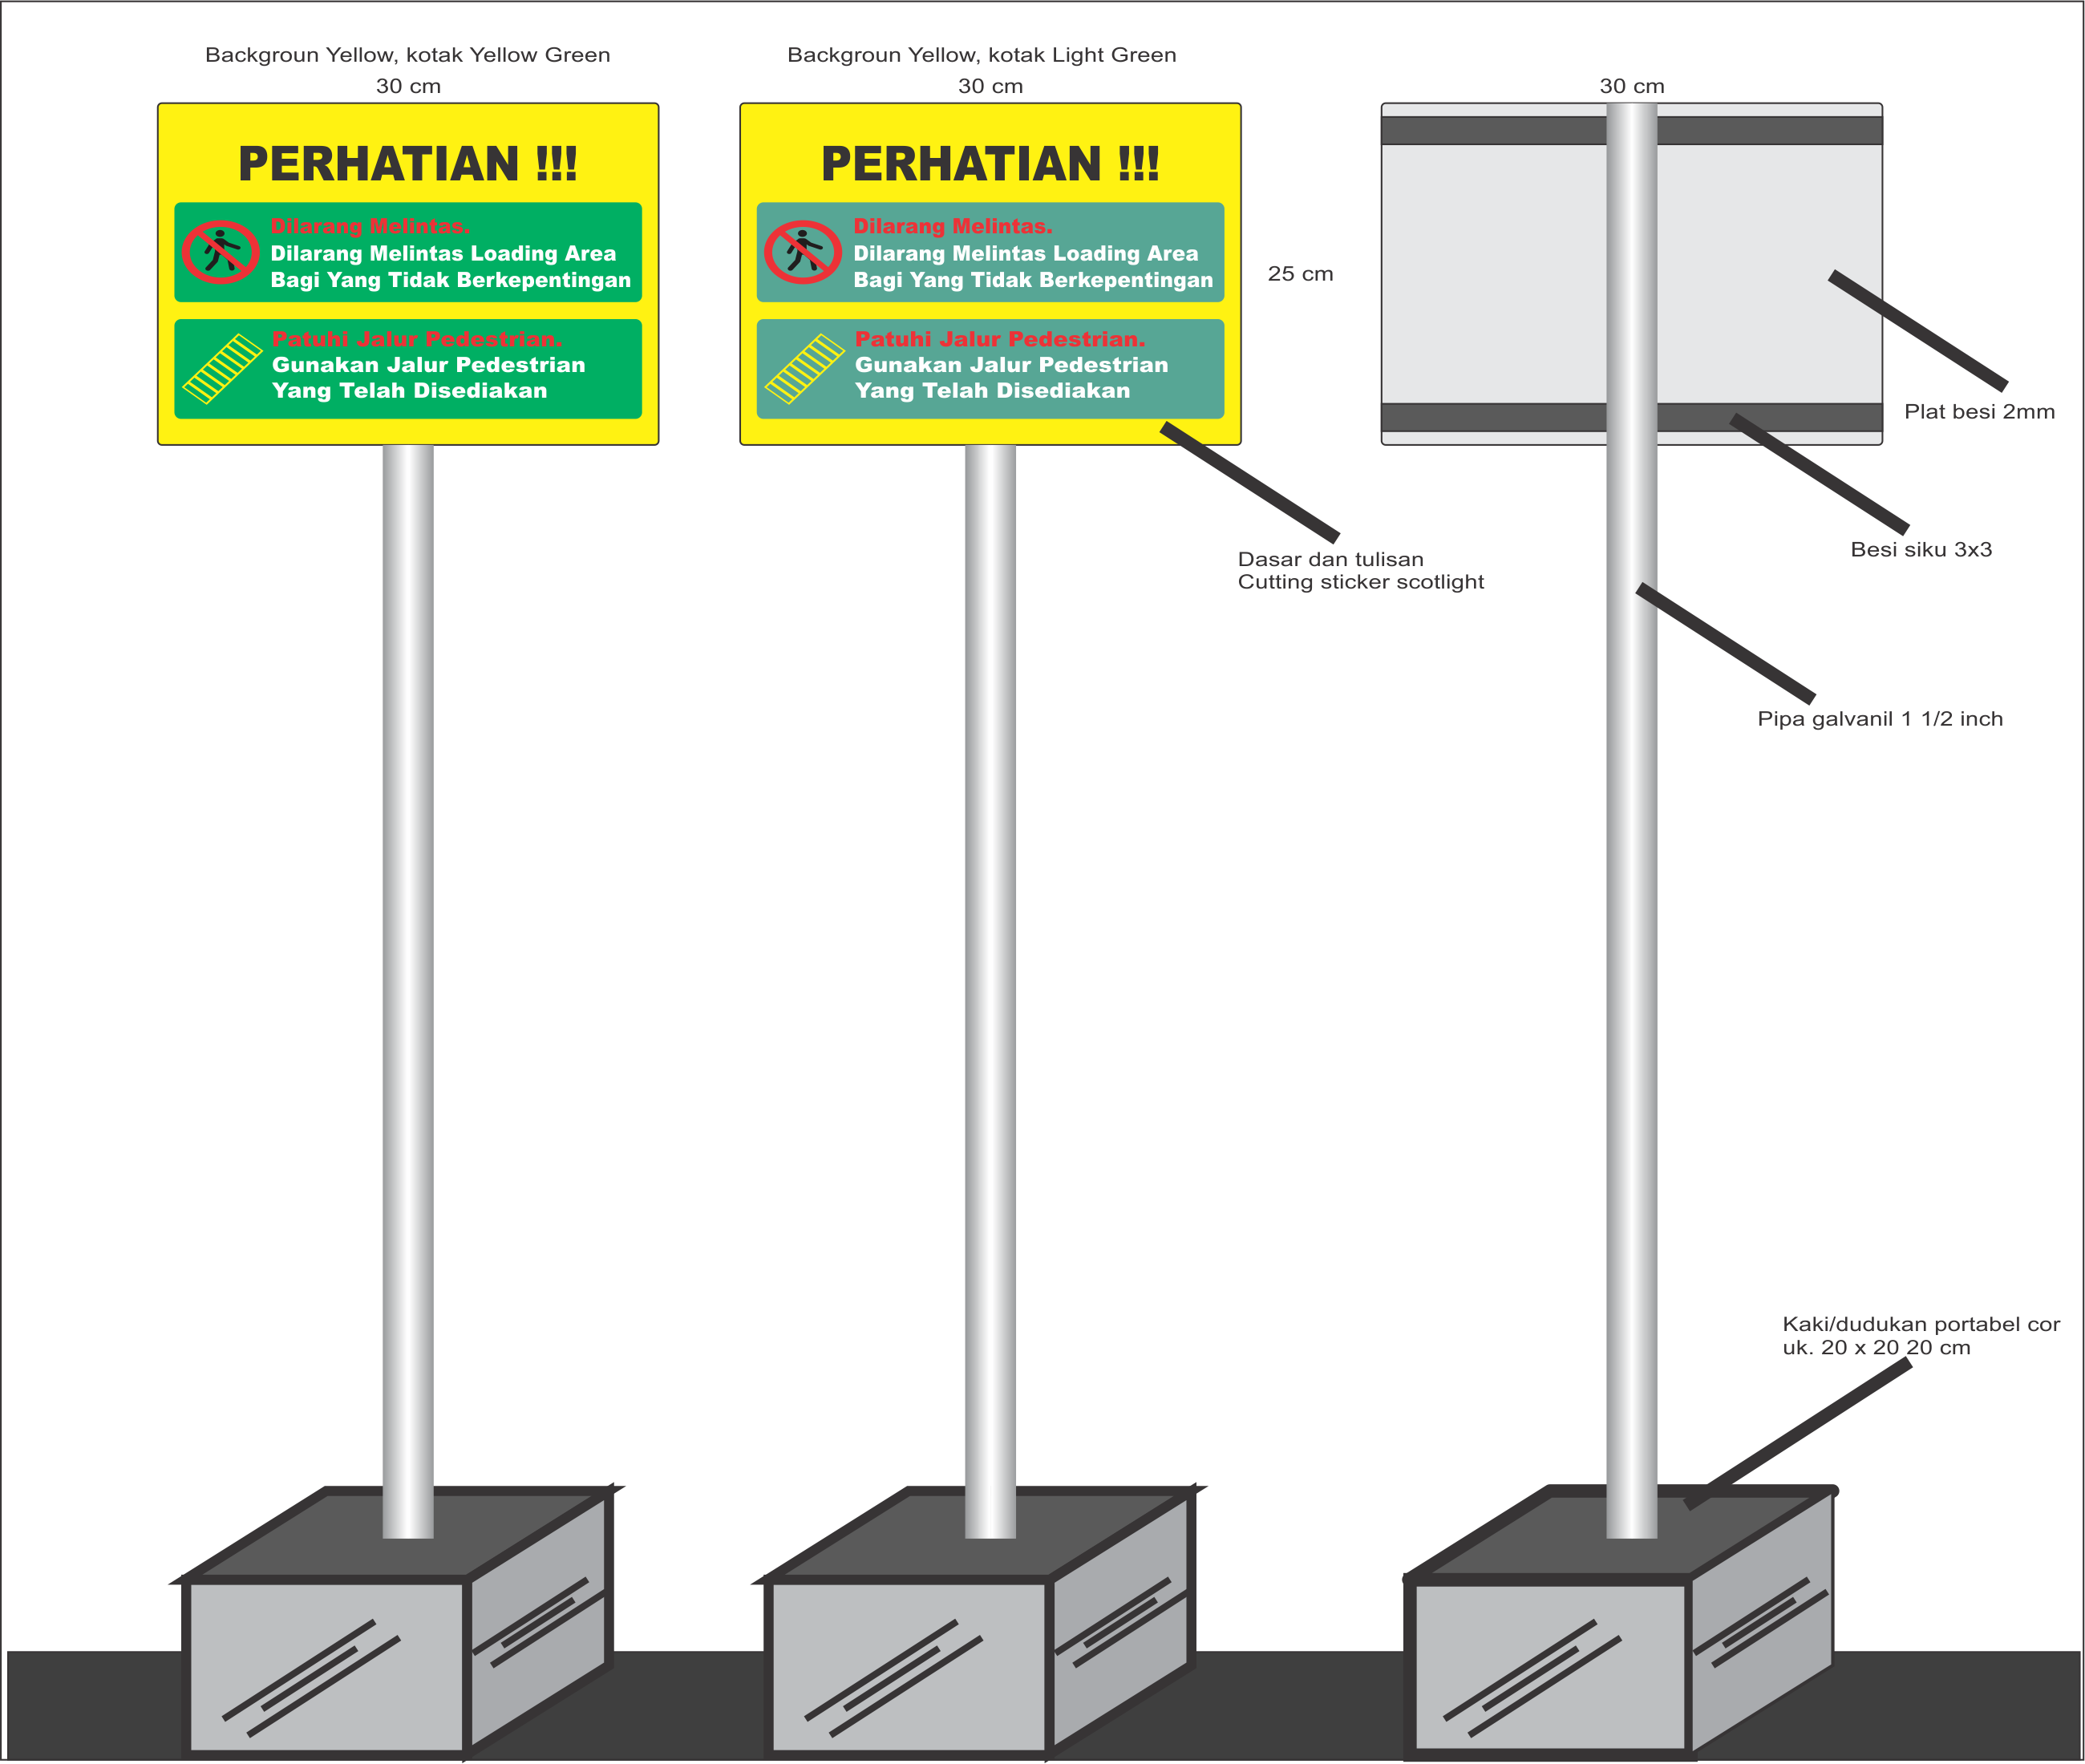 Backgroun Yellow, kotak Yellow Green
30 cm
PERHATIAN !!!
Dilarang Melintas.
Dilarang Melintas Loading Area
Bagi Yang Tidak Berkepentingan
Patuhi Jalur Pedestrian.
Gunakan Jalur Pedestrian
Yang Telah Disediakan
Backgroun Yellow, kotak Light Green
30 cm
PERHATIAN !!!
Dilarang Melintas.
Dilarang Melintas Loading Area
Bagi Yang Tidak Berkepentingan
Patuhi Jalur Pedestrian.
Gunakan Jalur Pedestrian
Yang Telah Disediakan
25 cm
Dasar dan tulisan
Cutting sticker scotlight
30 cm
Plat besi 2mm
Besi siku 3x3
Pipa galvanil 1 1/2 inch
Kaki/dudukan portabel cor
uk. 20 x 20 20 cm